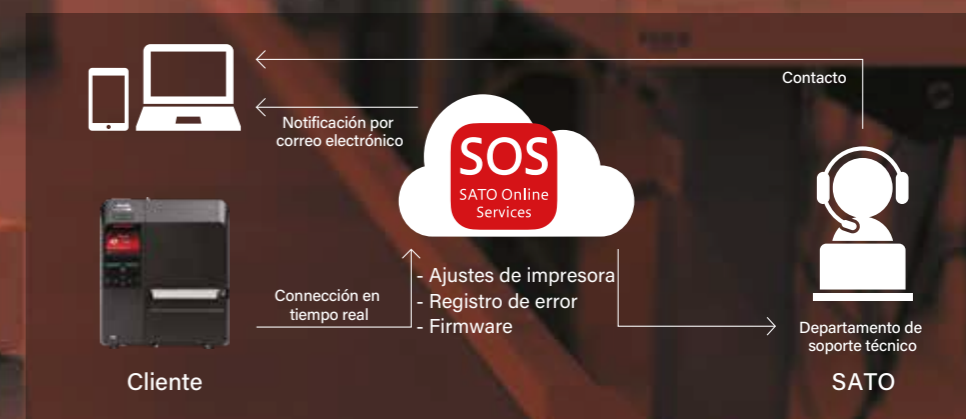 Contacto
Notificación por
correo electrónico
SOS
SATO Online
Services
- Ajustes de impresora
- Registro de error
- Firmware
Connección en
tiempo real
Departamento de
soporte técnico
Cliente
SATO